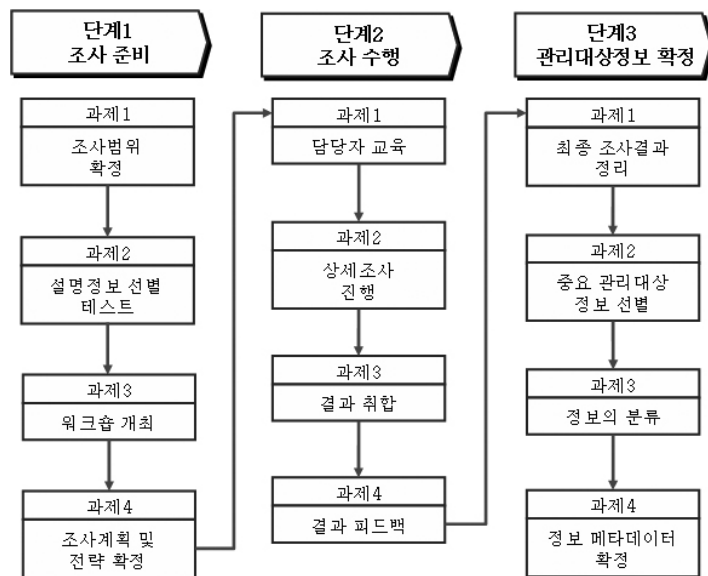 단계1
조사 준비
과제1
조사범위
확정
과제2
설명정보 선별
테스트
과제3
워크숍 개최
과제4
조사계획 및
전략 확정
단계2
조사 수행
과제1
담당자 교육
과제2
상세조사
진행
과제3
결과 취합
과제4
결과 피드백
단계3
관리대상정보 확정
과제1
최종 조사결과
정리
과제2
중요 관리대상
정보 선별
과제3
정보의 분류
과제4
정보 메타데이터
확정